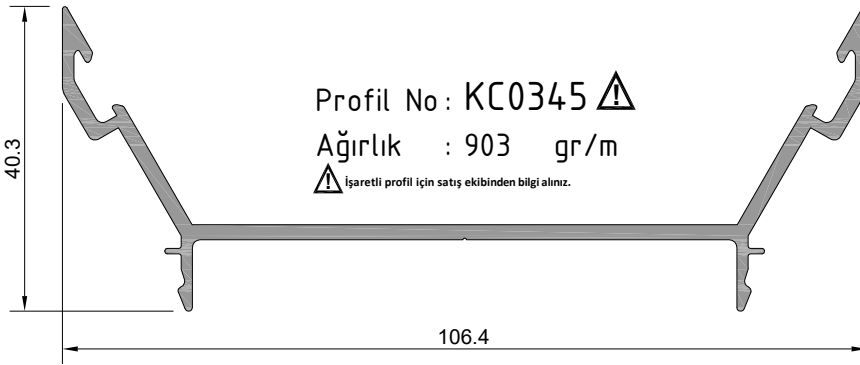 Profil No: KC0345 ⚠
Ağırlık : 903 gr/m
⚠ İşaretli profil için satış ekibinden bilgi alınız.
40.3
106.4